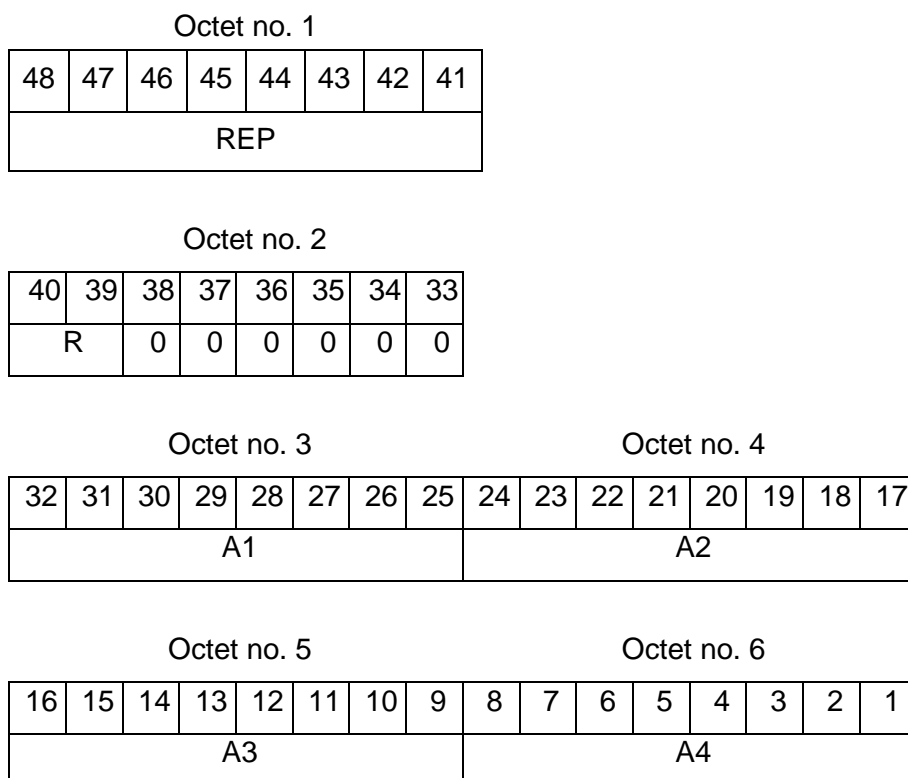 Octet no. 1
48 47 46 45 44 43 42 41
REP
Octet no. 2
40 39 38 37 36 35 34 33
R 0 0 0 0 0 0
Octet no. 3 Octet no. 4
32 31 30 29 28 27 26 25 24 23 22 21 20 19 18 17
A1 A2
Octet no. 5 Octet no. 6
16 15 14 13 12 11 10 9 8 7 6 5 4 3 2 1
A3 A4